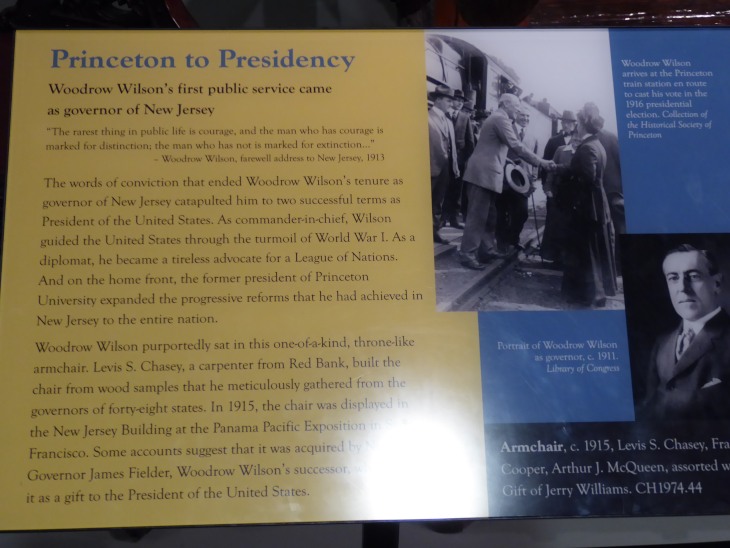 Princeton to Presidency
Woodrow Wilson's first public service came
as governor of New Jersey
"The rarest thing in public life is courage, and the man who has courage is
marked for distinction; the man who has not is marked for extinction..."
– Woodrow Wilson, farewell address to New Jersey, 1913
The words of conviction that ended Woodrow Wilson's tenure as
governor of New Jersey catapulted him to two successful terms as
President of the United States. As commander-in-chief, Wilson
guided the United States through the turmoil of World War I. As a
diplomat, he became a tireless advocate for a League of Nations.
And on the home front, the former president of Princeton
University expanded the progressive reforms that he had achieved in
New Jersey to the entire nation.
Woodrow Wilson purportedly sat in this one-of-a-kind, throne-like
armchair. Levis S. Chasey, a carpenter from Red Bank, built the
chair from wood samples that he meticulously gathered from the
governors of forty-eight states. In 1915, the chair was displayed in
the New Jersey Building at the Panama Pacific Exposition in
Francisco. Some accounts suggest that it was acquired by
Governor James Fielder, Woodrow Wilson's successor,
it as a gift to the President of the United States.
Woodrow Wilson
arrives at the Princeton
train station en route
to cast his vote in the
1916 presidential
election. Collection of
the Historical Society of
Princeton
Portrait of Woodrow Wilson
as governor, c. 1911.
Library of Congress
Armchair, c. 1915, Levis S. Chasey, Fra
Cooper, Arthur J. McQueen, assorted w
Gift of Jerry Williams. CH1974.44